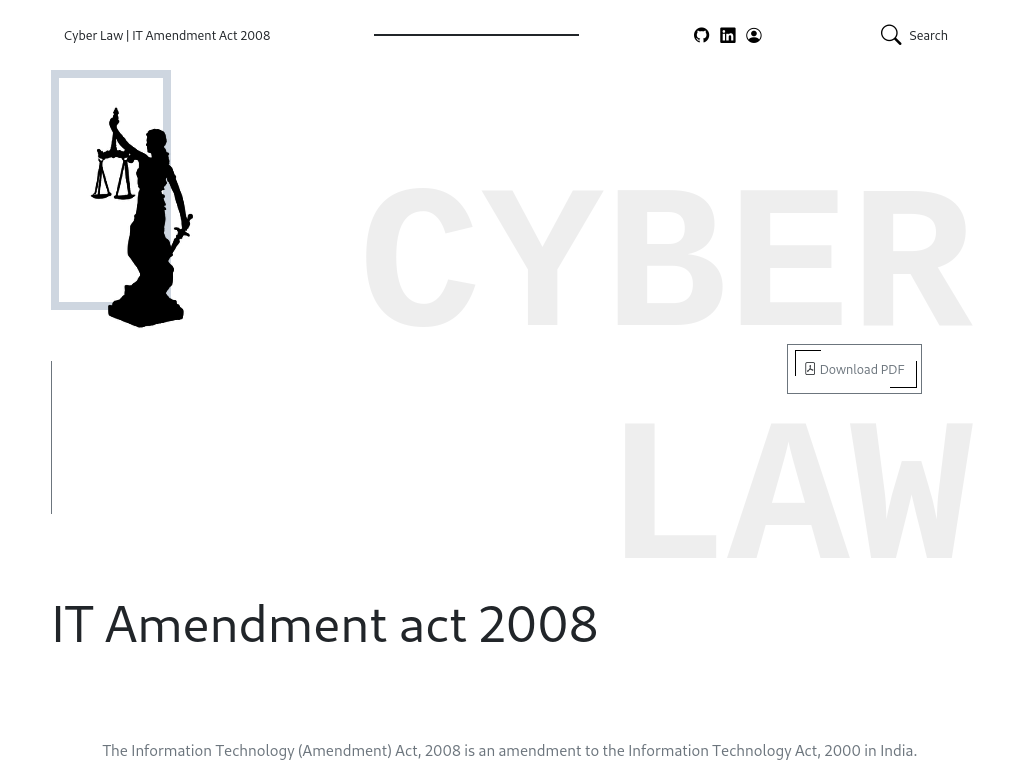 Cyber Law | IT Amendment Act 2008
Search
CYBER
Download PDF
LAW
IT Amendment act 2008
The Information Technology (Amendment) Act, 2008 is an amendment to the Information Technology Act, 2000 in India.